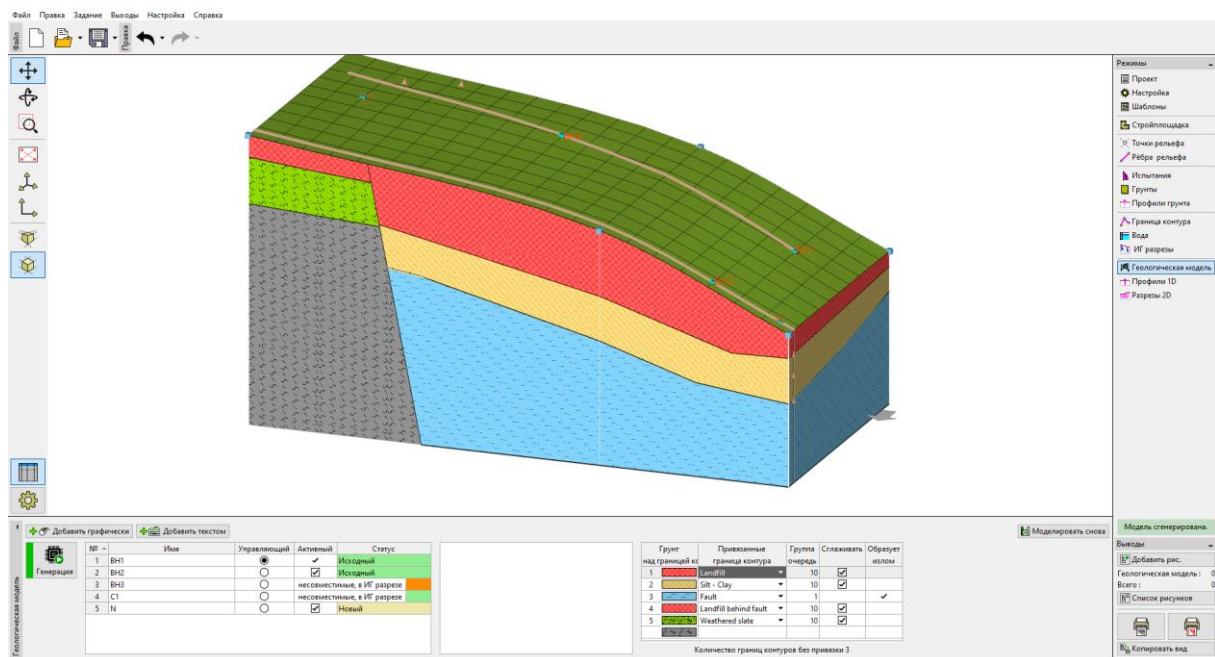 Файл Правка Задание Выходы Настройка Справка
Файл
Правка
Режимы
Проект
Настройка
Шаблоны
Стройплощадка
Точки рельефа
Рёбра рельефа
Испытания
Грунты
Профили грунта
Граница контура
Вода
ИГ разрезы
Геологическая модель
Профили 1D
Разрезы 2D
Добавить графически Добавить текстом Моделировать снова
Генерация
Геологическая модель
№ Имя Управляющий Активный Статус
1 BH1 Исходный
2 BH2 Исходный
3 BH3 несовместимые, в ИГ разрезе
4 C1 несовместимые, в ИГ разрезе
5 N Новый
Грунт Привязанные Группа Сглаживать Образует
над границей кс граница контура очередь излом
1 Landfill 10
2 Silt - Clay 10
3 Fault 1
4 Landfill behind fault 10
5 Weathered slate 10
Количество границ контуров без привязки 3
Модель сгенерирована.
Выводы
Добавить рис.
Геологическая модель : 0
Всего : 0
Список рисунков
Копировать вид